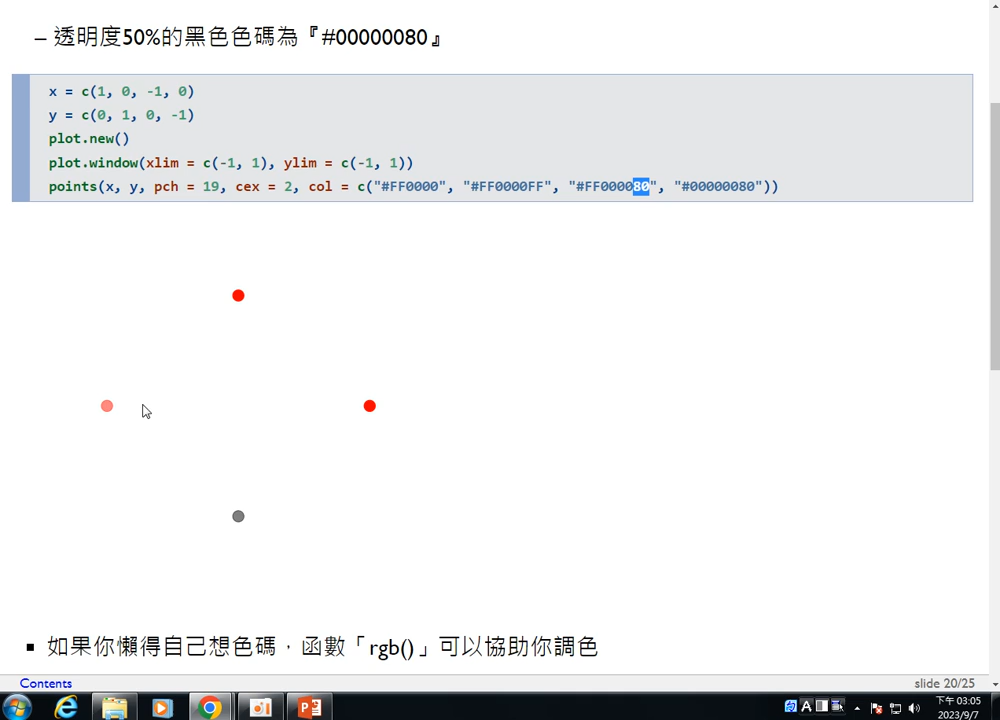 – 透明度50%的黑色色碼為『#00000080』
x = c(1, 0, -1, 0)
y = c(0, 1, 0, -1)
plot.new()
plot.window(xlim = c(-1, 1), ylim = c(-1, 1))
points(x, y, pch = 19, cex = 2, col = c("#FF0000", "#FF0000FF", "#FF000080", "#00000080"))
▪ 如果你懶得自己想色碼，函數「rgb()」可以協助你調色
Contents
slide 20/25
A
下午 03:05
2023/9/7